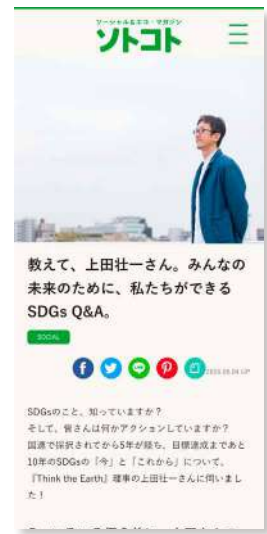 ソーシャル&エコ・マガジン
ソトコト
教えて、上田壮一さん。みんなの
未来のために、私たちができる
SDGs Q&A。
SOCIAL
SDGsのこと、知っていますか？
そして、皆さんは何かアクションしていますか？
国連で採択されてから5年が経ち、目標達成まであと
10年のSDGsの「今」と「これから」について、
『Think the Earth』理事の上田壮一さんに伺いまし
た！